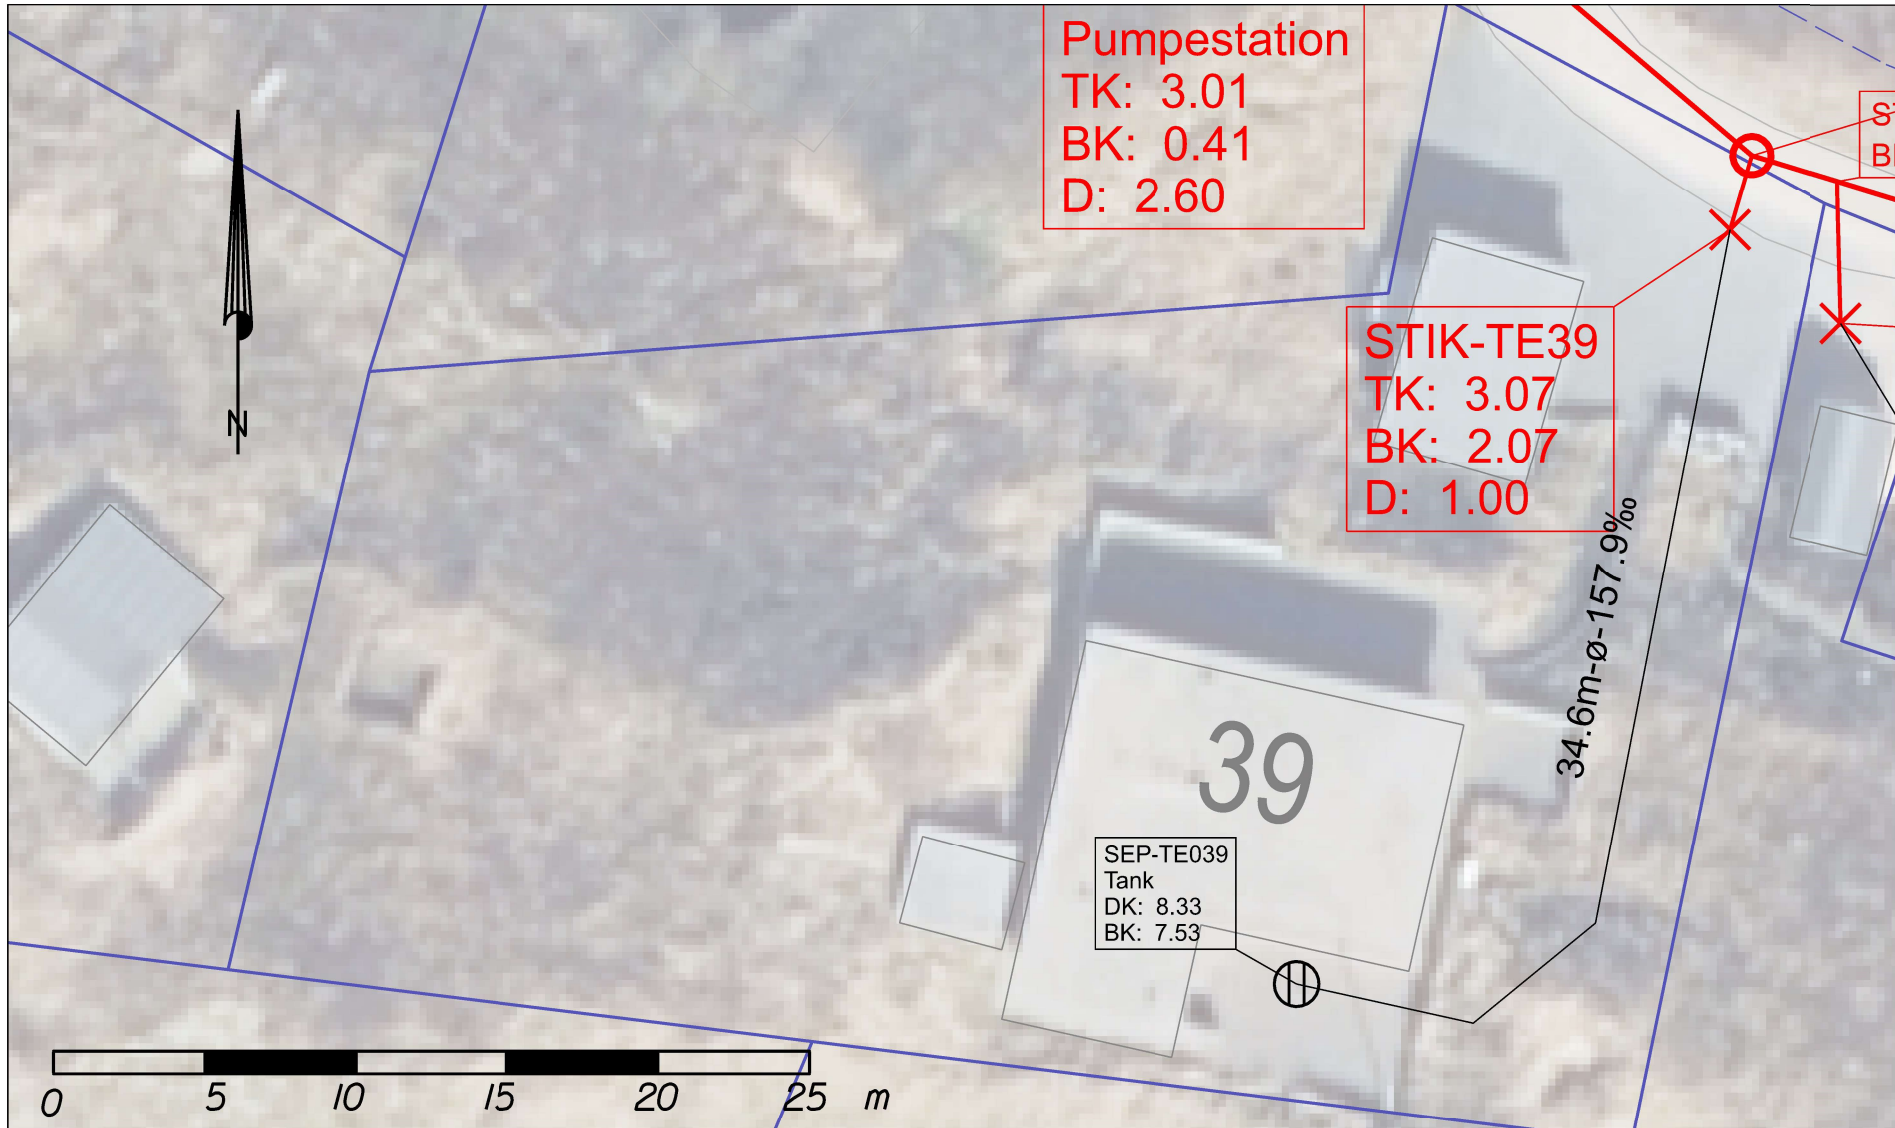 Pumpestation
TK: 3.01
BK: 0.41
D: 2.60
ST
N
STIK-TE39
TK: 3.07
BK: 2.07
D: 1.00
34.6m-ø-157.9‰
39
SEP-TE039
Tank
DK: 8.33
BK: 7.53
0 5 10 15 20 25 m